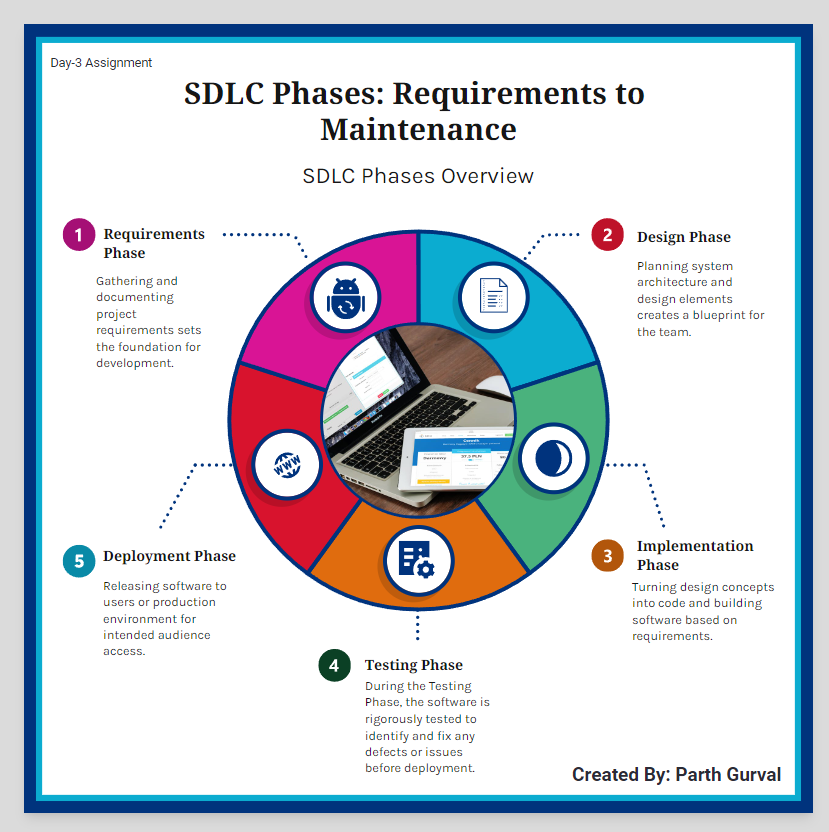 Day-3 Assignment
SDLC Phases: Requirements to
Maintenance
SDLC Phases Overview
1
Requirements
Phase
Gathering and
documenting
project
requirements sets
the foundation for
development.
2
Design Phase
Planning system
architecture and
design elements
creates a blueprint for
the team.
WWW
3
Implementation
Phase
Turning design concepts
into code and building
software based on
requirements.
4
Testing Phase
During the Testing
Phase, the software is
rigorously tested to
identify and fix any
defects or issues
before deployment.
5
Deployment Phase
Releasing software to
users or production
environment for
intended audience
access.
Created By: Parth Gurval